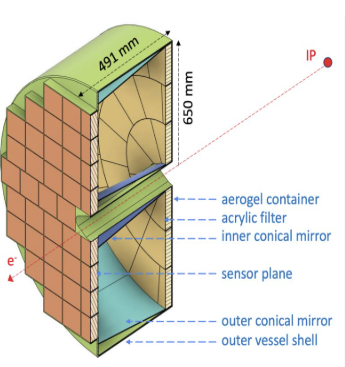 491 mm
IP
650 mm
aerogel container
acrylic filter
inner conical mirror
e-
sensor plane
outer conical mirror
outer vessel shell